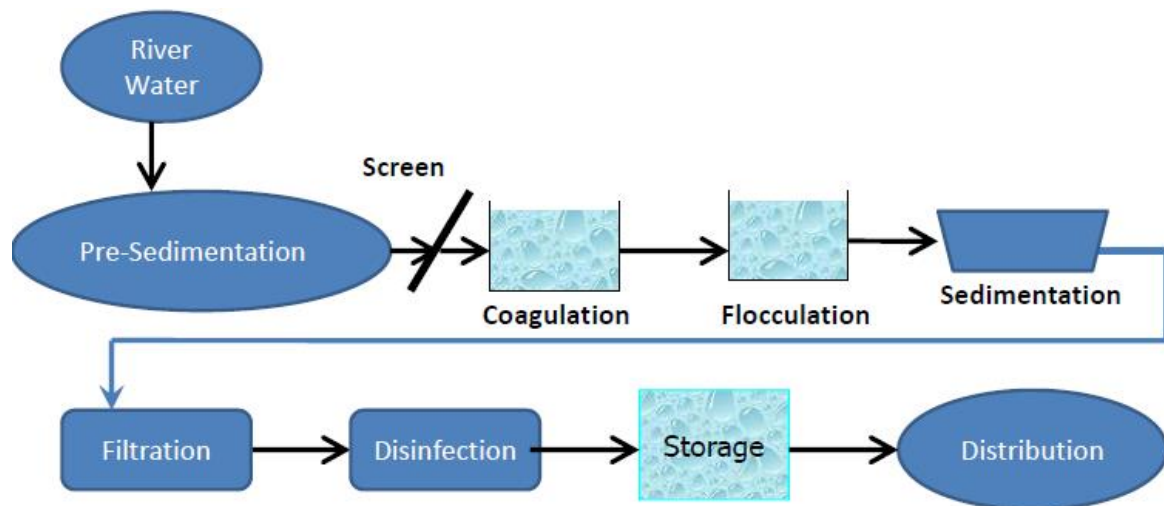 River
Water
Screen
Pre-Sedimentation
Coagulation
Flocculation
Sedimentation
Filtration
Disinfection
Storage
Distribution